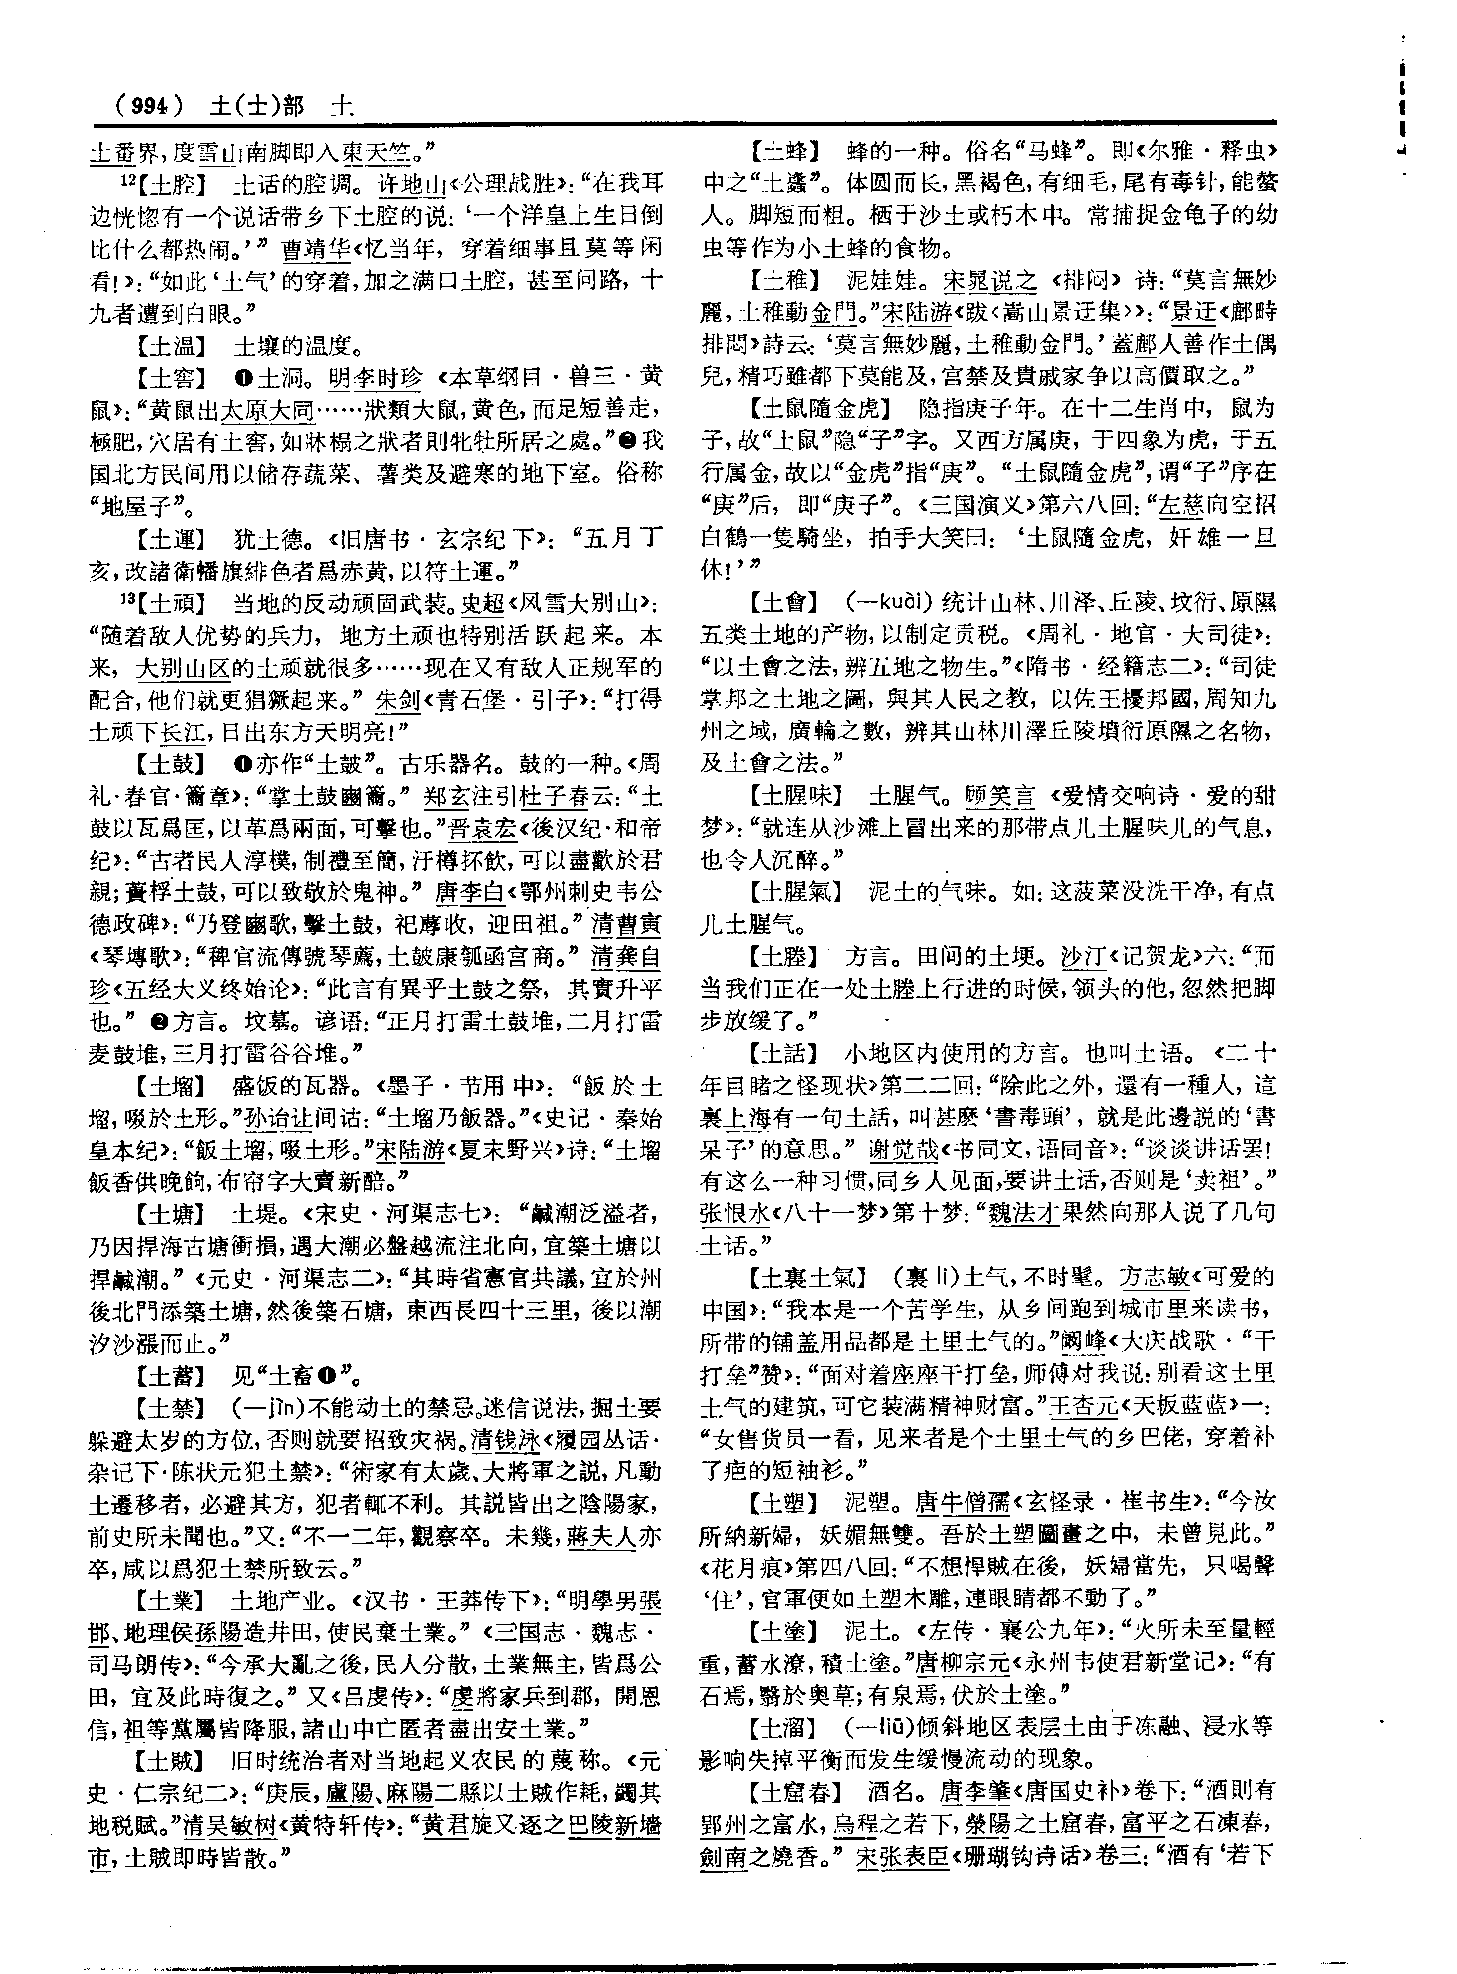 （994） 土(士)部 土
土番界，度雪山南脚即入東天竺。”
12【土腔】 土话的腔调。许地山《公理战胜》：“在我耳
边恍惚有一个说话带乡下土腔的说：‘一个洋皇上生日倒
比什么都热闹。’” 曹靖华《忆当年，穿着细事且莫等闲
看!》：“如此‘土气’的穿着，加之满口土腔，甚至问路，十
九者遭到白眼。”
【土温】 土壤的温度。
【土窖】 ❶土洞。明李时珍《本草纲目·兽三·黄
鼠》：“黄鼠出太原大同……狀類大鼠，黄色，而足短善走，
極肥，穴居有土窖，如牀榻之狀者則牝牡所居之處。”❷我
国北方民间用以储存蔬菜、薯类及避寒的地下室。俗称
“地屋子”。
【土運】 犹土德。《旧唐书·玄宗纪下》：“五月丁
亥，改諸衛幡旗緋色者爲赤黄，以符土運。”
13【土頑】 当地的反动顽固武装。史超《风雪大别山》：
“随着敌人优势的兵力，地方土顽也特别活跃起来。本
来，大别山区的土顽就很多……现在又有敌人正规军的
配合，他们就更猖獗起来。” 朱剑《青石堡·引子》：“打得
土顽下长江，日出东方天明亮!”
【土鼓】 ❶亦作“土皷”。古乐器名。鼓的一种。《周
礼·春官·籥章》：“掌土鼓豳籥。” 郑玄注引杜子春云：“土
鼓以瓦爲匡，以革爲兩面，可擊也。”晋袁宏《後汉纪·和帝
纪》：“古者民人淳樸，制禮至簡，汙樽抔飲，可以盡歡於君
親；蕢桴土鼓，可以致敬於鬼神。” 唐李白《鄂州刺史韦公
德政碑》：“乃登豳歌，擊土鼓，祀蓐收，迎田祖。” 清曹寅
《琴塼歌》：“稗官流傳號琴薦，土皷康瓠函宫商。” 清龚自
珍《五经大义终始论》：“此言有異乎土鼓之祭，其實升平
也。” ❷方言。坟墓。谚语：“正月打雷土鼓堆，二月打雷
麦鼓堆，三月打雷谷谷堆。”
【土塯】 盛饭的瓦器。《墨子·节用中》：“飯於土
塯，啜於土形。”孙诒让间诂：“土塯乃飯器。”《史记·秦始
皇本纪》：“飯土塯，啜土形。”宋陆游《夏末野兴》诗：“土塯
飯香供晚餉，布帘字大賣新醅。”
【土塘】 土堤。《宋史·河渠志七》：“鹹潮泛溢者，
乃因捍海古塘衝損，遇大潮必盤越流注北向，宜築土塘以
捍鹹潮。”《元史·河渠志二》：“其時省憲官共議，宜於州
後北門添築土塘，然後築石塘，東西長四十三里，後以潮
汐沙漲而止。”
【土蓄】 见“土畜❶”。
【土禁】 (—jìn)不能动土的禁忌。迷信说法，掘土要
躲避太岁的方位，否则就要招致灾祸。清钱泳《履园丛话·
杂记下·陈状元犯土禁》：“術家有太歲、大將軍之説，凡動
土遷移者，必避其方，犯者輒不利。其説皆出之陰陽家，
前史所未聞也。”又：“不一二年，觀察卒。未幾，蔣夫人亦
卒，咸以爲犯土禁所致云。”
【土業】 土地产业。《汉书·王莽传下》：“明學男張
邯、地理侯孫陽造井田，使民棄土業。”《三国志·魏志·
司马朗传》：“今承大亂之後，民人分散，土業無主，皆爲公
田，宜及此時復之。” 又《吕虔传》：“虔將家兵到郡，開恩
信，祖等黨屬皆降服，諸山中亡匿者盡出安土業。”
【土賊】 旧时统治者对当地起义农民的蔑称。《元
史·仁宗纪二》：“庚辰，盧陽、麻陽二縣以土賊作耗，蠲其
地税賦。”清吴敏树《黄特轩传》：“黄君旋又逐之巴陵新墙
市，土賊即時皆散。”
【土蜂】 蜂的一种。俗名“马蜂”。即《尔雅·释虫》
中之“土蠭”。体圆而长，黑褐色，有细毛，尾有毒针，能螫
人。脚短而粗。栖于沙土或朽木中。常捕捉金龟子的幼
虫等作为小土蜂的食物。
【土稚】 泥娃娃。宋晁说之《排闷》诗：“莫言無妙
麗，土稚動金門。”宋陆游《跋〈嵩山景迂集〉》：“景迂《鄜畤
排悶》詩云：‘莫言無妙麗，土稚動金門。’蓋鄜人善作土偶
兒，精巧雖都下莫能及，宫禁及貴戚家争以高價取之。”
【土鼠隨金虎】 隐指庚子年。在十二生肖中，鼠为
子，故“土鼠”隐“子”字。又西方属庚，于四象为虎，于五
行属金，故以“金虎”指“庚”。“土鼠隨金虎”，谓“子”序在
“庚”后，即“庚子”。《三国演义》第六八回：“左慈向空招
白鶴一隻騎坐，拍手大笑曰：‘土鼠隨金虎，奸雄一旦
休!’”
【土會】 (—kuài) 统计山林、川泽、丘陵、坟衍、原隰
五类土地的产物，以制定贡税。《周礼·地官·大司徒》：
“以土會之法，辨五地之物生。”《隋书·经籍志二》：“司徒
掌邦之土地之圖，與其人民之教，以佐王擾邦國，周知九
州之域，廣輪之數，辨其山林川澤丘陵墳衍原隰之名物，
及土會之法。”
【土腥味】 土腥气。顾笑言《爱情交响诗·爱的甜
梦》：“就连从沙滩上冒出来的那带点儿土腥味儿的气息，
也令人沉醉。”
【土腥氣】 泥土的气味。如：这菠菜没洗干净，有点
儿土腥气。
【土塍】 方言。田间的土埂。沙汀《记贺龙》六：“而
当我们正在一处土塍上行进的时候，领头的他，忽然把脚
步放缓了。”
【土話】 小地区内使用的方言。也叫土语。《二十
年目睹之怪现状》第二二回：“除此之外，還有一種人，這
裏上海有一句土話，叫甚麽‘書毒頭’，就是此邊説的‘書
呆子’的意思。” 谢觉哉《书同文，语同音》：“谈谈讲话罢!
有这么一种习惯，同乡人见面，要讲土话，否则是‘卖祖’。”
张恨水《八十一梦》第十梦：“魏法才果然向那人说了几句
土话。”
【土裏土氣】 (裏 li)土气，不时髦。方志敏《可爱的
中国》：“我本是一个苦学生，从乡间跑到城市里来读书，
所带的铺盖用品都是土里土气的。”阚峰《大庆战歌·“干
打垒”赞》：“面对着座座干打垒，师傅对我说：别看这土里
土气的建筑，可它装满精神财富。”王杏元《天板蓝蓝》一：
“女售货员一看，见来者是个土里土气的乡巴佬，穿着补
了疤的短袖衫。”
【土塑】 泥塑。唐牛僧孺《玄怪录·崔书生》：“今汝
所納新婦，妖媚無雙。吾於土塑圖畫之中，未曾見此。”
《花月痕》第四八回：“不想悍賊在後，妖婦當先，只喝聲
‘住’，官軍便如土塑木雕，連眼睛都不動了。”
【土塗】 泥土。《左传·襄公九年》：“火所未至量輕
重，蓄水潦，積土塗。”唐柳宗元《永州韦使君新堂记》：“有
石焉，翳於奥草；有泉焉，伏於土塗。”
【土溜】 (—liū)倾斜地区表层土由于冻融、浸水等
影响失掉平衡而发生缓慢流动的现象。
【土窟春】 酒名。唐李肇《唐国史补》卷下：“酒則有
郢州之富水，烏程之若下，滎陽之土窟春，富平之石凍春，
劍南之燒香。” 宋张表臣《珊瑚钩诗话》卷三：“酒有‘若下